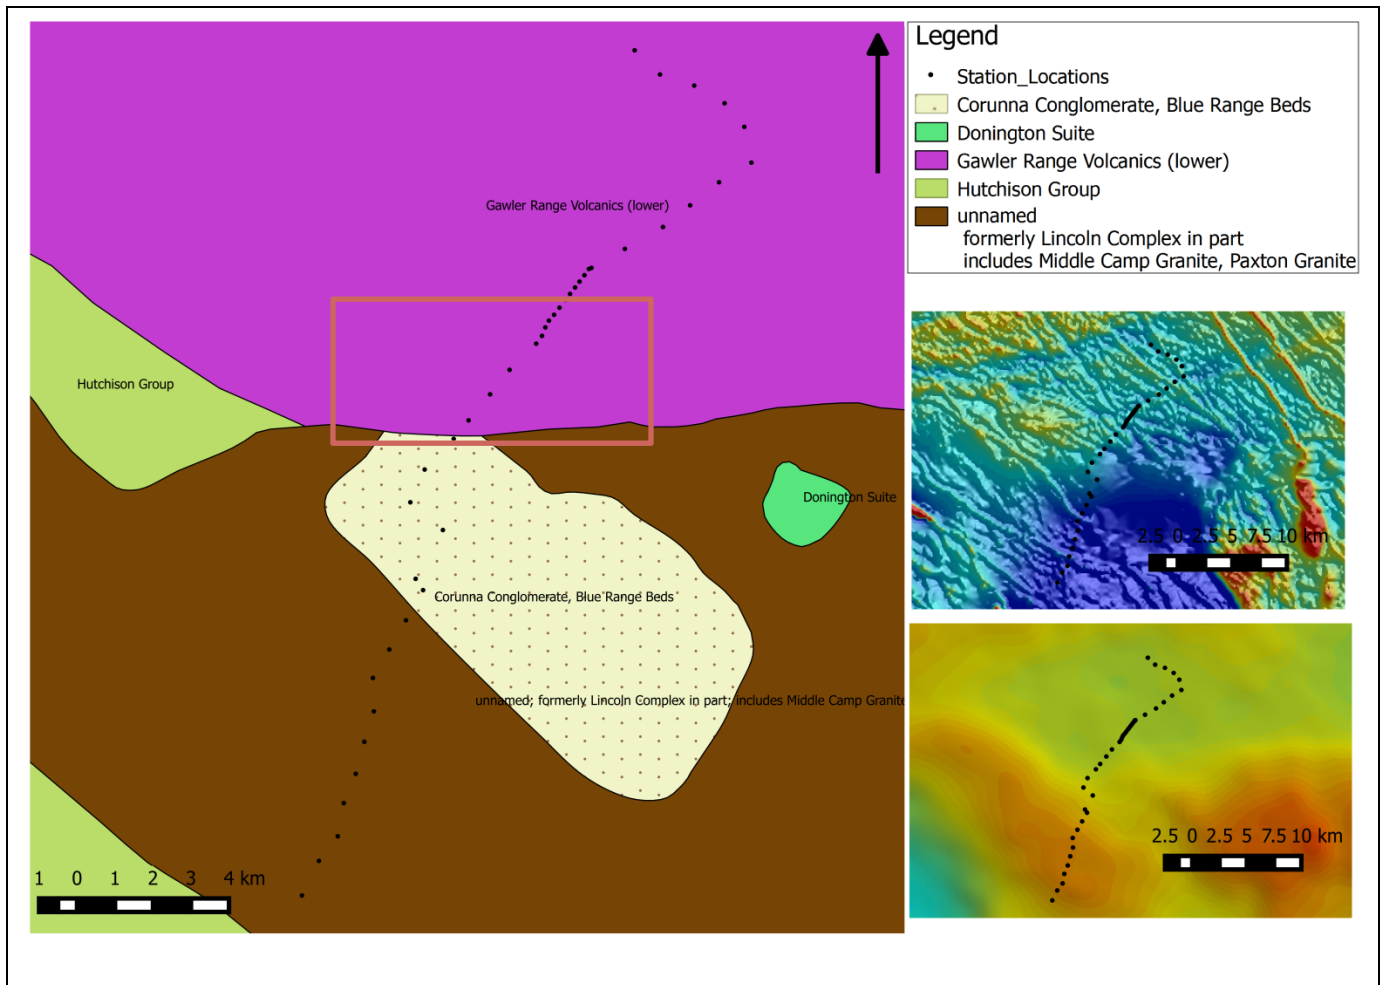 Legend
Station_Locations
Corunna Conglomerate, Blue Range Beds
Donington Suite
Gawler Range Volcanics (lower)
Hutchison Group
unnamed
formerly Lincoln Complex in part
includes Middle Camp Granite, Paxton Granite
Gawler Range Volcanics (lower)
Hutchison Group
Donington Suite
Corunna Conglomerate, Blue Range Beds
unnamed; formerly Lincoln Complex in part; includes Middle Camp Granite
1 0 1 2 3 4 km
2.5 0 2.5 5 7.5 10 km
2.5 0 2.5 5 7.5 10 km